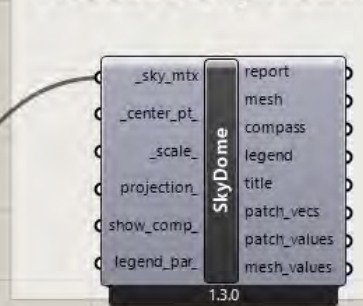 _sky_mtx
_center_pt_
_scale_
projection_
show_comp_
legend_par_
SkyDome
report
mesh
compass
legend
title
patch_vecs
patch_values
mesh_values
1.3.0